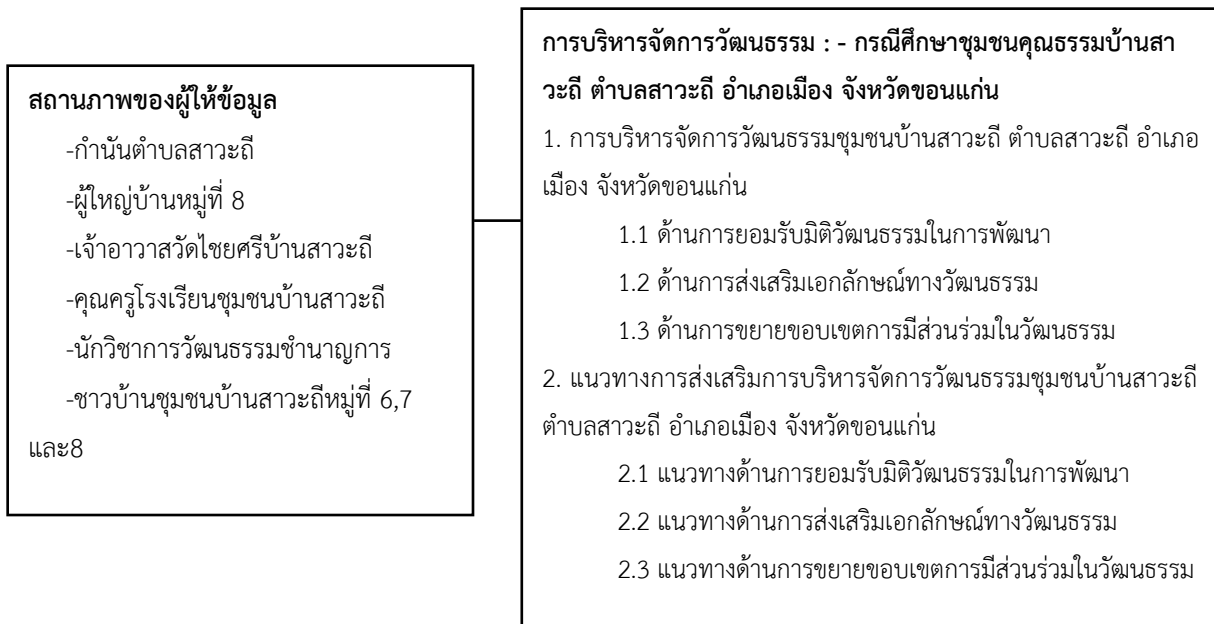 สถานภาพของผู้ให้ข้อมูล
-กำนันตำบลสาวะถี
-ผู้ใหญ่บ้านหมู่ที่ 8
-เจ้าอาวาสวัดไชยศรีบ้านสาวะถี
-คุณครูโรงเรียนชุมชนบ้านสาวะถี
-นักวิชาการวัฒนธรรมชำนาญการ
-ชาวบ้านชุมชนบ้านสาวะถีหมู่ที่ 6,7
และ8
การบริหารจัดการวัฒนธรรม : - กรณีศึกษาชุมชนคุณธรรมบ้านสา
วะถี ตำบลสาวะถี อำเภอเมือง จังหวัดขอนแก่น
1. การบริหารจัดการวัฒนธรรมชุมชนบ้านสาวะถี ตำบลสาวะถี อำเภอ
เมือง จังหวัดขอนแก่น
1.1 ด้านการยอมรับมิติวัฒนธรรมในการพัฒนา
1.2 ด้านการส่งเสริมเอกลักษณ์ทางวัฒนธรรม
1.3 ด้านการขยายขอบเขตการมีส่วนร่วมในวัฒนธรรม
2. แนวทางการส่งเสริมการบริหารจัดการวัฒนธรรมชุมชนบ้านสาวะถี
ตำบลสาวะถี อำเภอเมือง จังหวัดขอนแก่น
2.1 แนวทางด้านการยอมรับมิติวัฒนธรรมในการพัฒนา
2.2 แนวทางด้านการส่งเสริมเอกลักษณ์ทางวัฒนธรรม
2.3 แนวทางด้านการขยายขอบเขตการมีส่วนร่วมในวัฒนธรรม